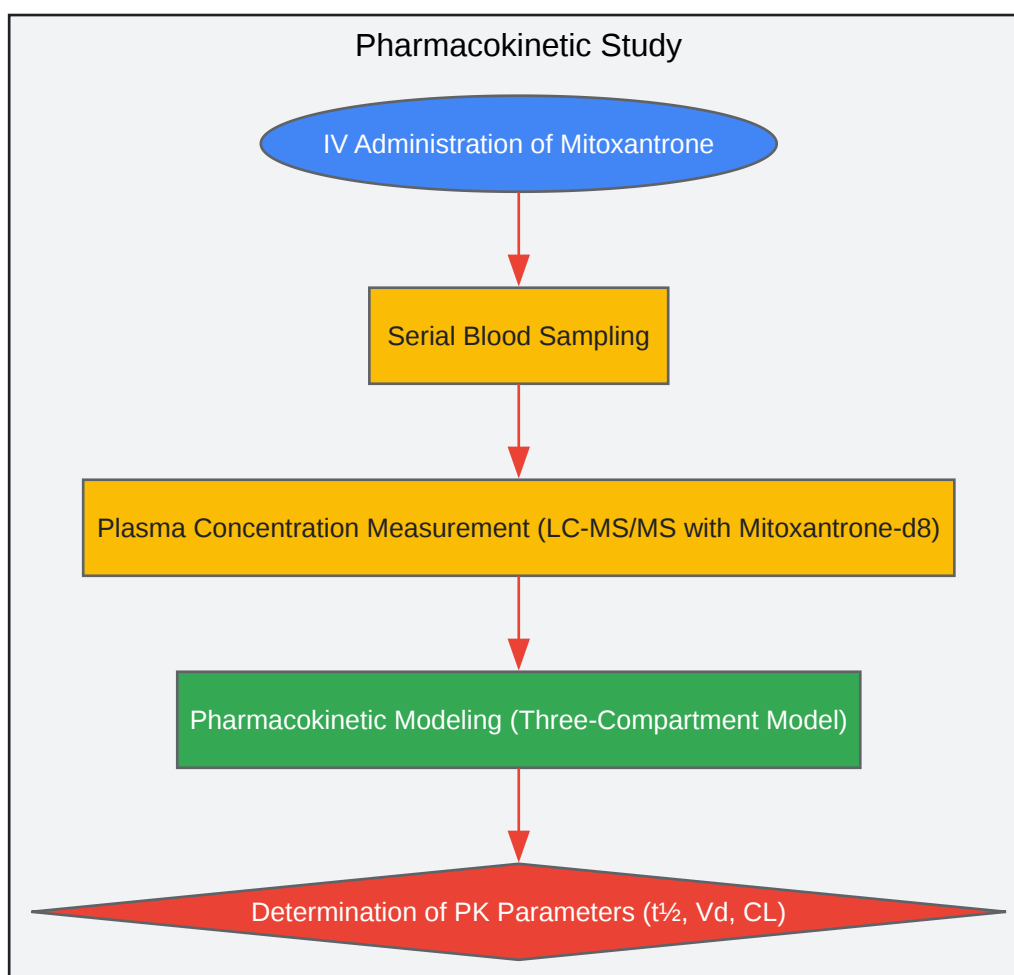 Pharmacokinetic Study
IV Administration of Mitoxantrone
Serial Blood Sampling
Plasma Concentration Measurement (LC-MS/MS with Mitoxantrone-d8)
Pharmacokinetic Modeling (Three-Compartment Model)
Determination of PK Parameters (t½, Vd, CL)